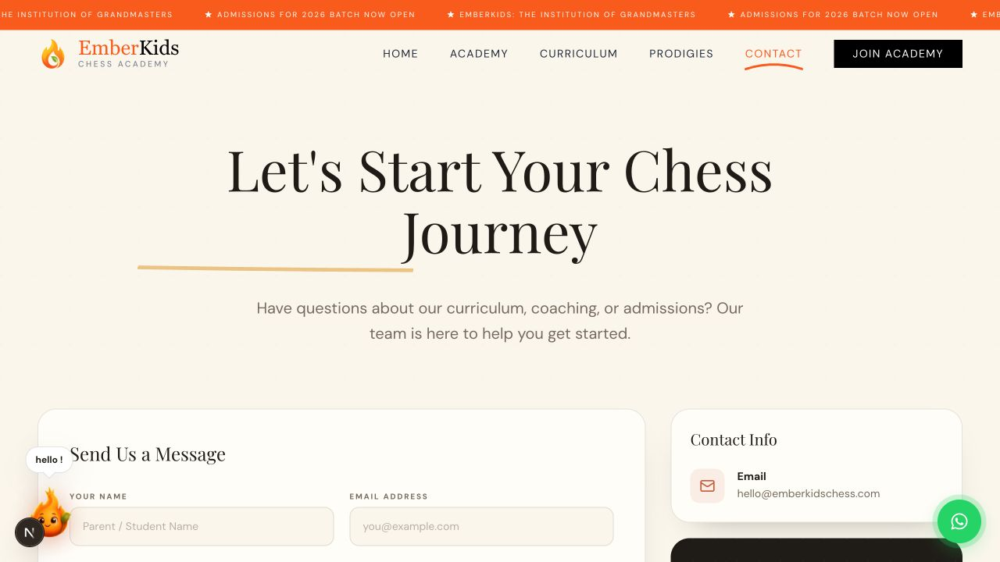 HE INSTITUTION OF GRANDMASTERS ★ ADMISSIONS FOR 2026 BATCH NOW OPEN ★ EMBERKIDS: THE INSTITUTION OF GRANDMASTERS ★ ADMISSIONS FOR 2026 BATCH NOW OPEN ★ EMB
EmberKids
CHESS ACADEMY
HOME ACADEMY CURRICULUM PRODIGIES CONTACT JOIN ACADEMY
Let's Start Your Chess
Journey
Have questions about our curriculum, coaching, or admissions? Our
team is here to help you get started.
Send Us a Message
hello !
YOUR NAME EMAIL ADDRESS
Parent / Student Name you@example.com
N
Contact Info
Email
hello@emberkidschess.com